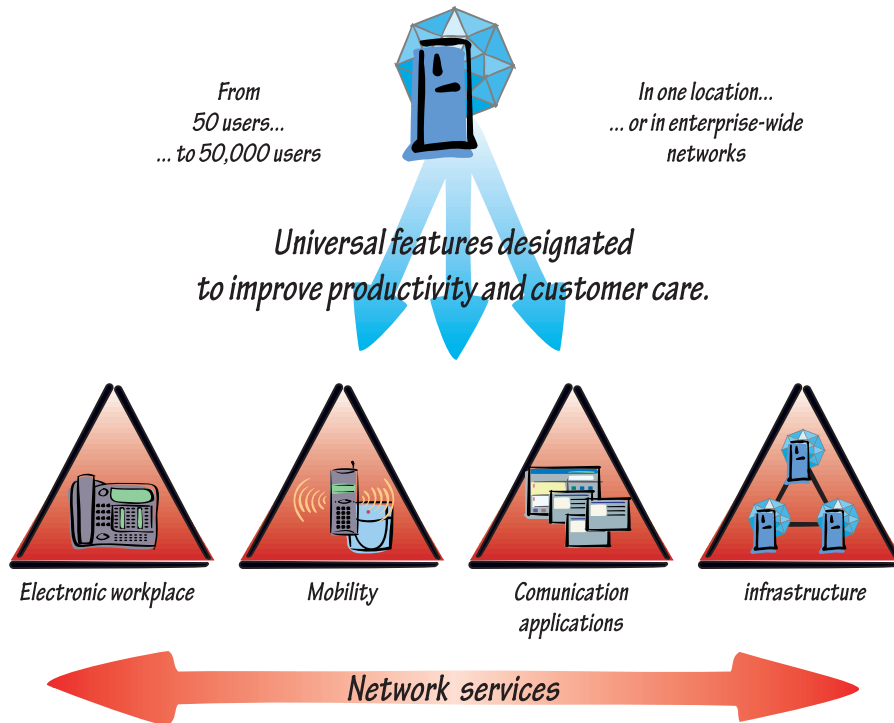 From
50 users...
... to 50,000 users
In one location...
... or in enterprise-wide
networks
Universal features designated
to improve productivity and customer care.
Electronic workplace
Mobility
Comunication
applications
infrastructure
Network services